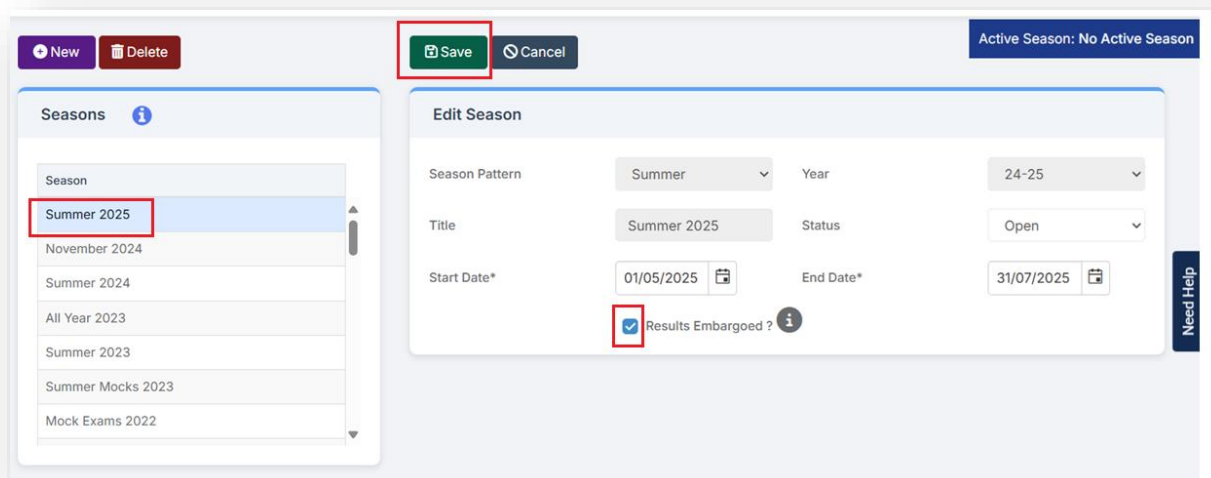 New Delete Save Cancel Active Season: No Active Season
Seasons
Season
Summer 2025
November 2024
Summer 2024
All Year 2023
Summer 2023
Summer Mocks 2023
Mock Exams 2022
Edit Season
Season Pattern Summer Year 24-25
Title Summer 2025 Status Open
Start Date* 01/05/2025 End Date* 31/07/2025
Results Embargoed ?
Need Help